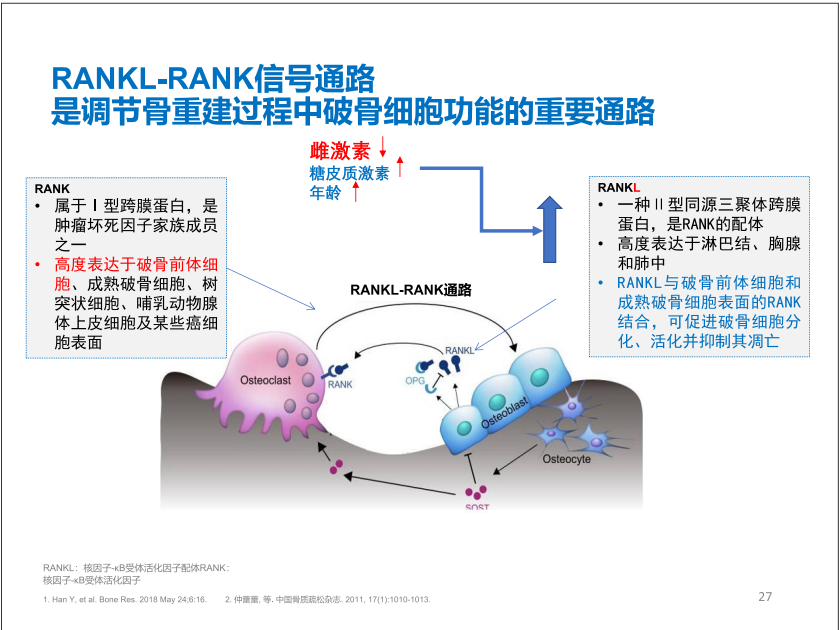 RANKL-RANK信号通路
是调节骨重建过程中破骨细胞功能的重要通路
雌激素
糖皮质激素
年龄
RANK
• 属于Ⅰ型跨膜蛋白，是
肿瘤坏死因子家族成员
之一
• 高度表达于破骨前体细
胞、成熟破骨细胞、树
突状细胞、哺乳动物腺
体上皮细胞及某些癌细
胞表面
RANKL
• 一种Ⅱ型同源三聚体跨膜
蛋白，是RANK的配体
• 高度表达于淋巴结、胸腺
和肺中
• RANKL与破骨前体细胞和
成熟破骨细胞表面的RANK
结合，可促进破骨细胞分
化、活化并抑制其凋亡
RANKL-RANK通路
RANKL
Osteoclast
RANK
OPG
Osteoblast
Osteocyte
SOST
RANKL：核因子-κB受体活化因子配体RANK：
核因子-κB受体活化因子
1. Han Y, et al. Bone Res. 2018 May 24;6:16. 2. 仲蕾蕾, 等. 中国骨质疏松杂志. 2011, 17(1):1010-1013.
27